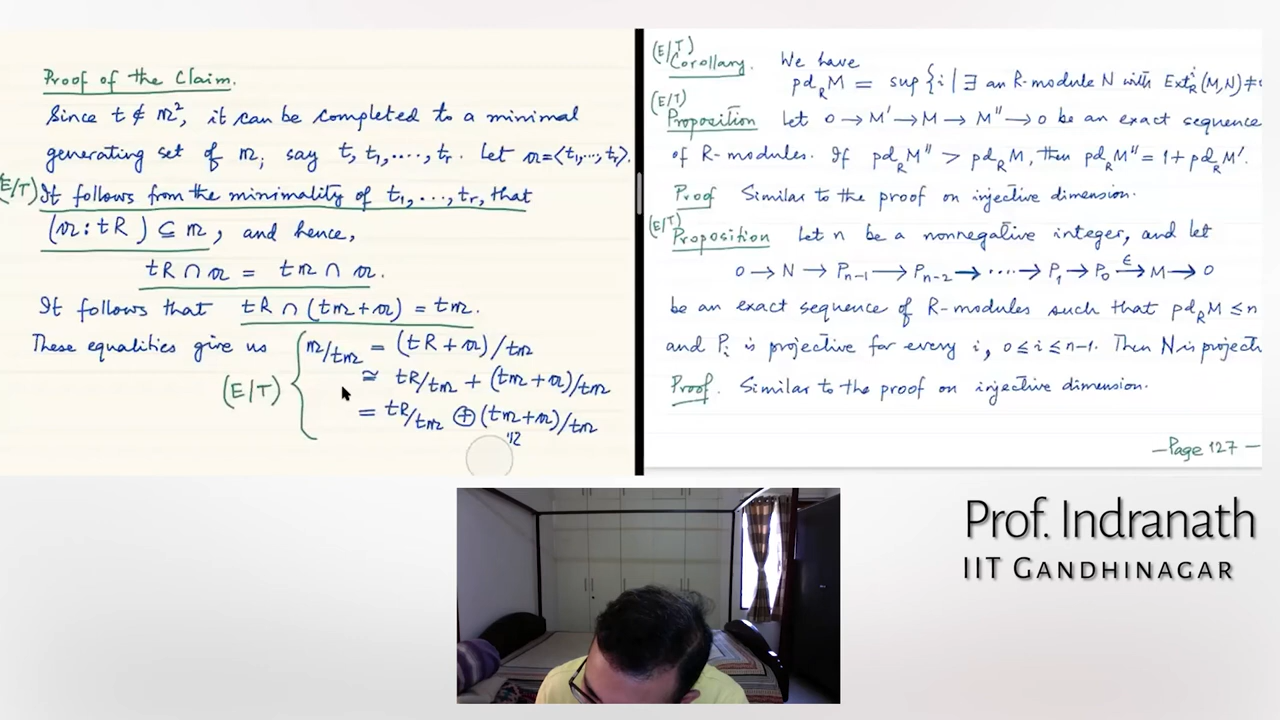 Proof of the Claim.
Since t ∉ m², it can be completed to a minimal
generating set of m, say t, t₁,....., tᵣ. Let 𝔞 = ⟨t₁,...,tᵣ⟩.
(E/T) It follows from the minimality of t₁, ..., tᵣ, that
(𝔞 : tR) ⊆ m, and hence,
tR ∩ 𝔞 = tm ∩ 𝔞.
It follows that tR ∩ (tm + 𝔞) = tm.
These equalities give us m/tm = (tR + 𝔞)/tm
≅ tR/tm + (tm + 𝔞)/tm
(E/T)
= tR/tm ⊕ (tm + 𝔞)/tm
(E/T) Corollary. We have
pd_R M = sup { i | ∃ an R-module N with Extⁱ_R (M, N) ≠
(E/T) Proposition Let 0 → M' → M → M'' → 0 be an exact sequence
of R-modules. If pd_R M'' > pd_R M, then pd_R M'' = 1 + pd_R M'.
Proof Similar to the proof on injective dimension.
(E/T) Proposition Let n be a nonnegative integer, and let
0 → N → Pₙ₋₁ → Pₙ₋₂ → ..... → P₁ → P₀ →^ε M → 0
be an exact sequence of R-modules such that pd_R M ≤ n
and Pᵢ is projective for every i, 0 ≤ i ≤ n-1. Then N is project
Proof. Similar to the proof on injective dimension.
— Page 127 —
Prof. Indranath
IIT GANDHINAGAR